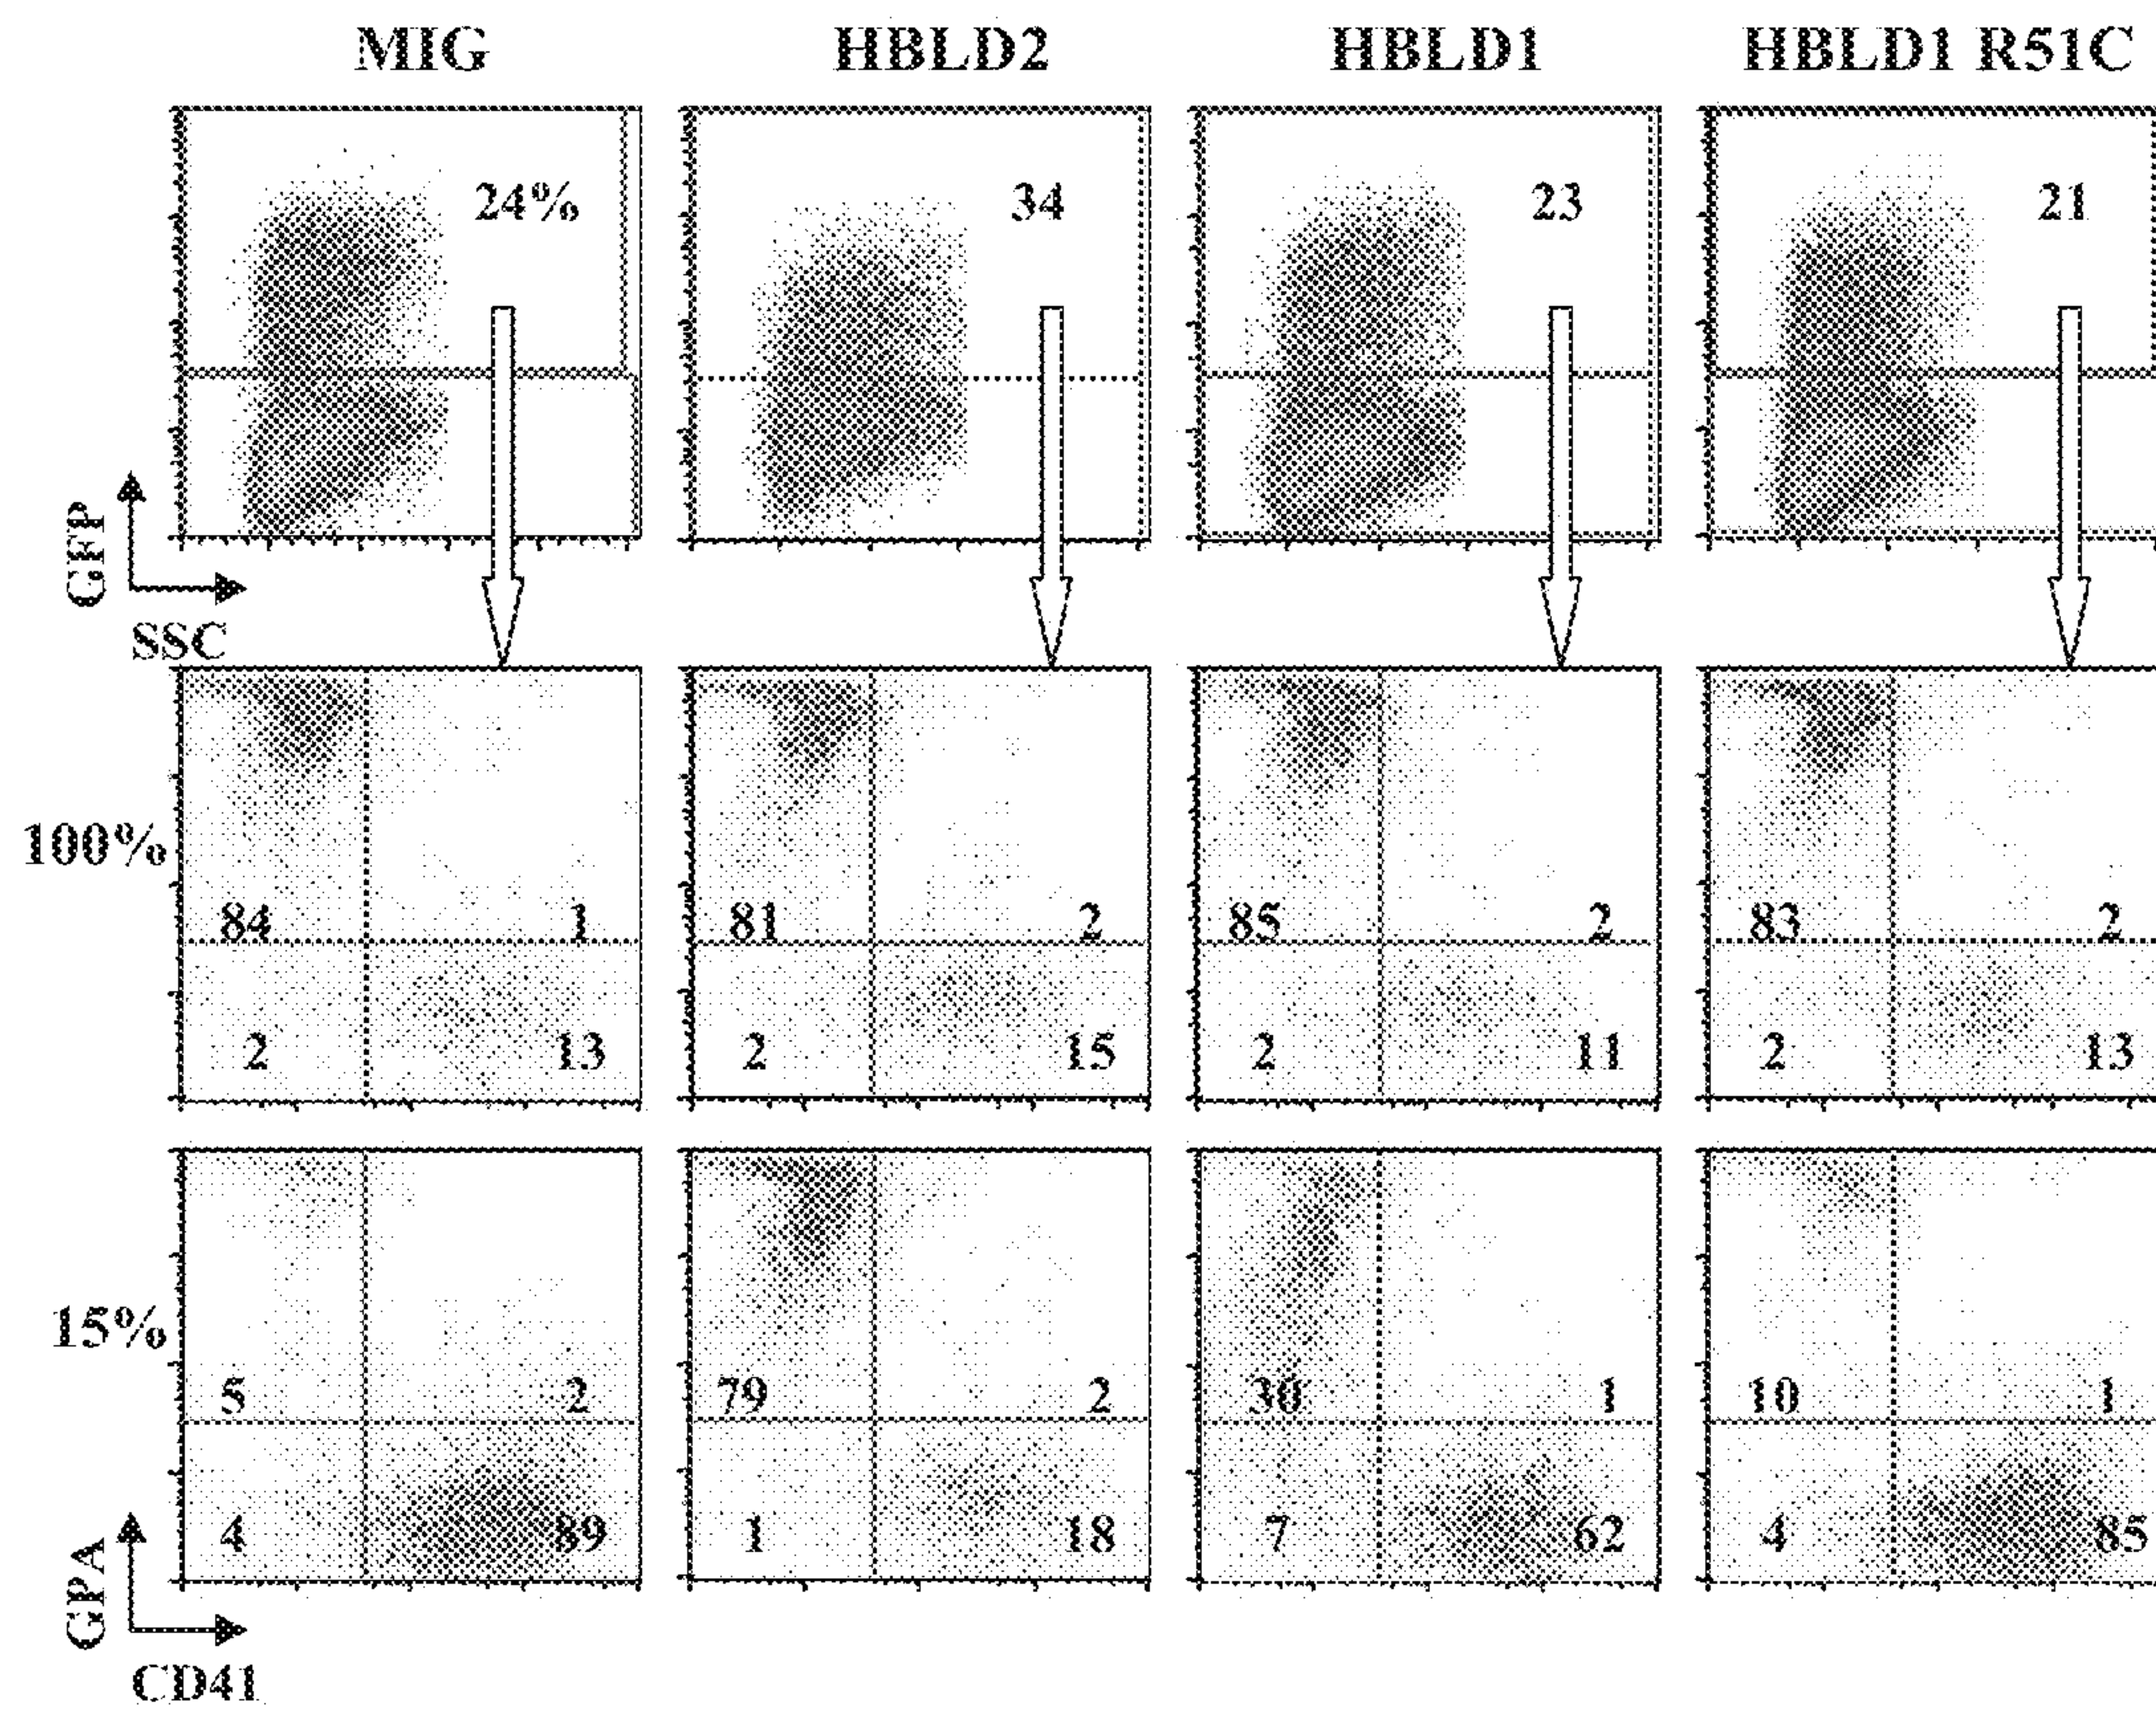 MIG HBLD2 HBLD1 HBLD1 R51C
24% 34 23 21
GFP
SSC
100%
84 1 81 2 85 2 83 2
2 13 2 15 2 11 2 13
15%
5 2 79 2 30 1 10 1
4 89 1 18 7 62 4 85
GPA
CD41